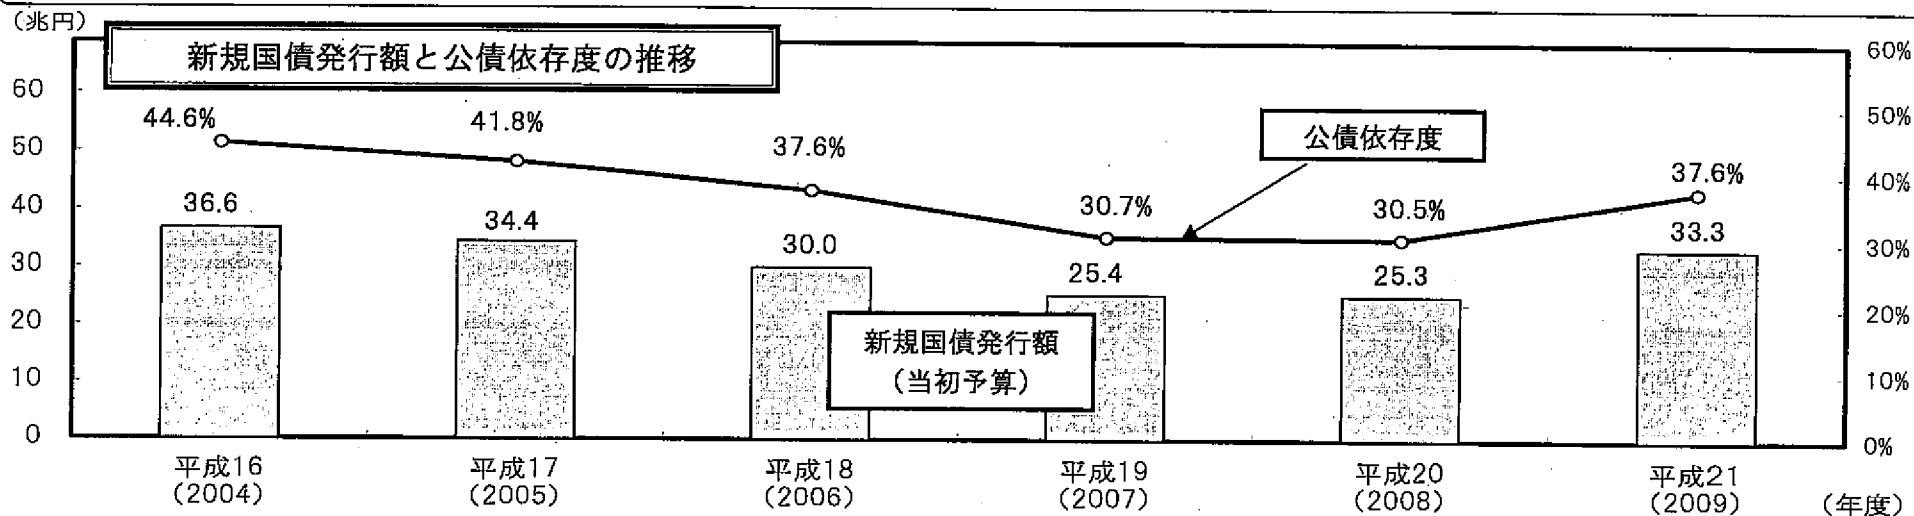 （兆円）
新規国債発行額と公債依存度の推移
60%
60
44.6%
41.8%
37.6%
公債依存度
50%
50
37.6%
40%
40
36.6
34.4
30.0
30.7%
30.5%
33.3
30%
30
25.4
25.3
20
新規国債発行額
（当初予算）
20%
10
10%
0
0%
平成16
（2004）
平成17
（2005）
平成18
（2006）
平成19
（2007）
平成20
（2008）
平成21
（2009）
（年度）